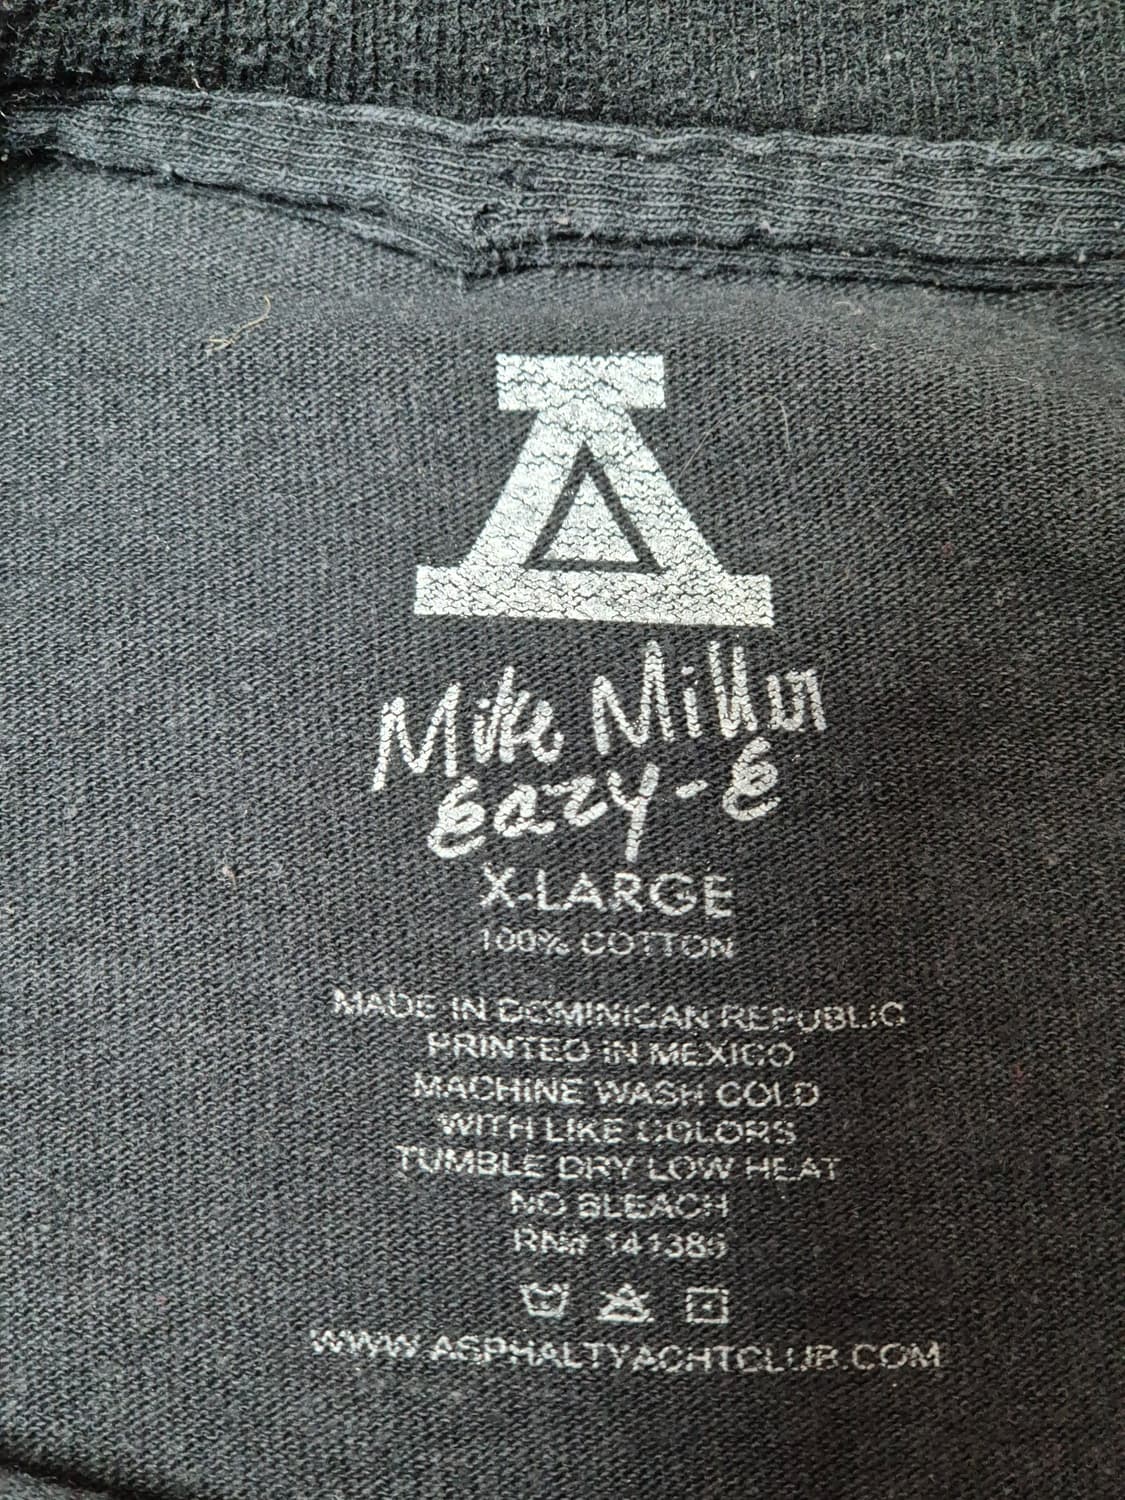 A
Mike Miller
Eazy-E
X-LARGE
100% COTTON
MADE IN DOMINICAN REPUBLIC
PRINTED IN MEXICO
MACHINE WASH COLD
WITH LIKE COLORS
TUMBLE DRY LOW HEAT
NO BLEACH
RN# 141386
WWW.ASPHALTYACHTCLUB.COM